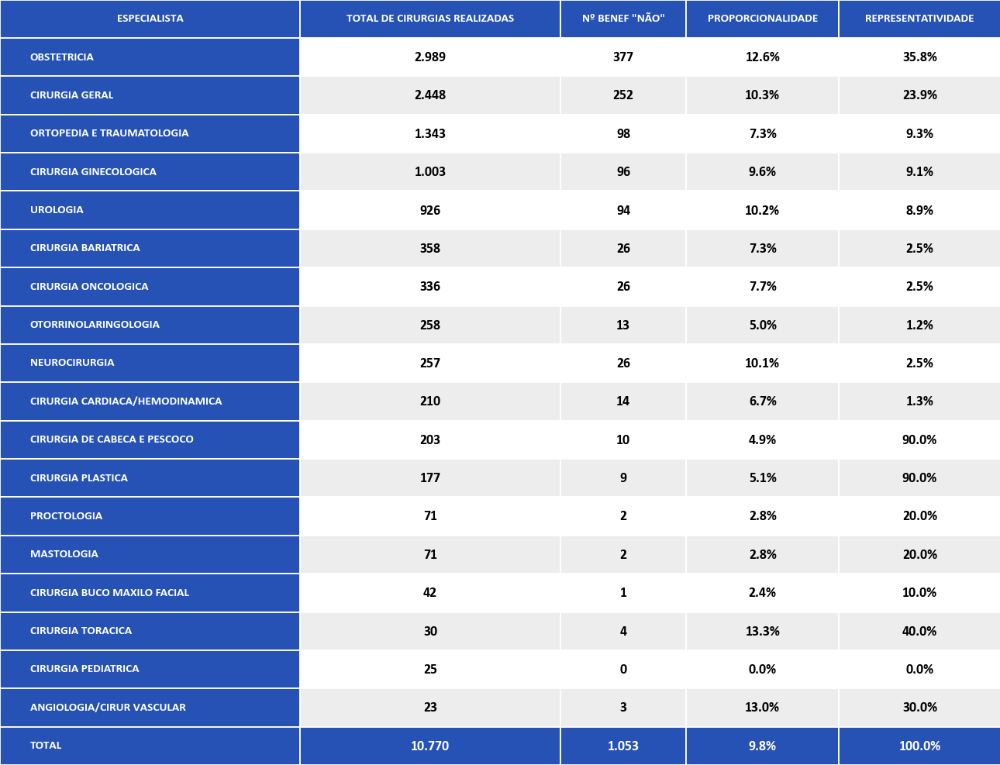 ESPECIALISTA TOTAL DE CIRURGIAS REALIZADAS Nº BENEF "NÃO" PROPORCIONALIDADE REPRESENTATIVIDADE
OBSTETRICIA 2.989 377 12.6% 35.8%
CIRURGIA GERAL 2.448 252 10.3% 23.9%
ORTOPEDIA E TRAUMATOLOGIA 1.343 98 7.3% 9.3%
CIRURGIA GINECOLOGICA 1.003 96 9.6% 9.1%
UROLOGIA 926 94 10.2% 8.9%
CIRURGIA BARIATRICA 358 26 7.3% 2.5%
CIRURGIA ONCOLOGICA 336 26 7.7% 2.5%
OTORRINOLARINGOLOGIA 258 13 5.0% 1.2%
NEUROCIRURGIA 257 26 10.1% 2.5%
CIRURGIA CARDIACA/HEMODINAMICA 210 14 6.7% 1.3%
CIRURGIA DE CABECA E PESCOCO 203 10 4.9% 90.0%
CIRURGIA PLASTICA 177 9 5.1% 90.0%
PROCTOLOGIA 71 2 2.8% 20.0%
MASTOLOGIA 71 2 2.8% 20.0%
CIRURGIA BUCO MAXILO FACIAL 42 1 2.4% 10.0%
CIRURGIA TORACICA 30 4 13.3% 40.0%
CIRURGIA PEDIATRICA 25 0 0.0% 0.0%
ANGIOLOGIA/CIRUR VASCULAR 23 3 13.0% 30.0%
TOTAL 10.770 1.053 9.8% 100.0%